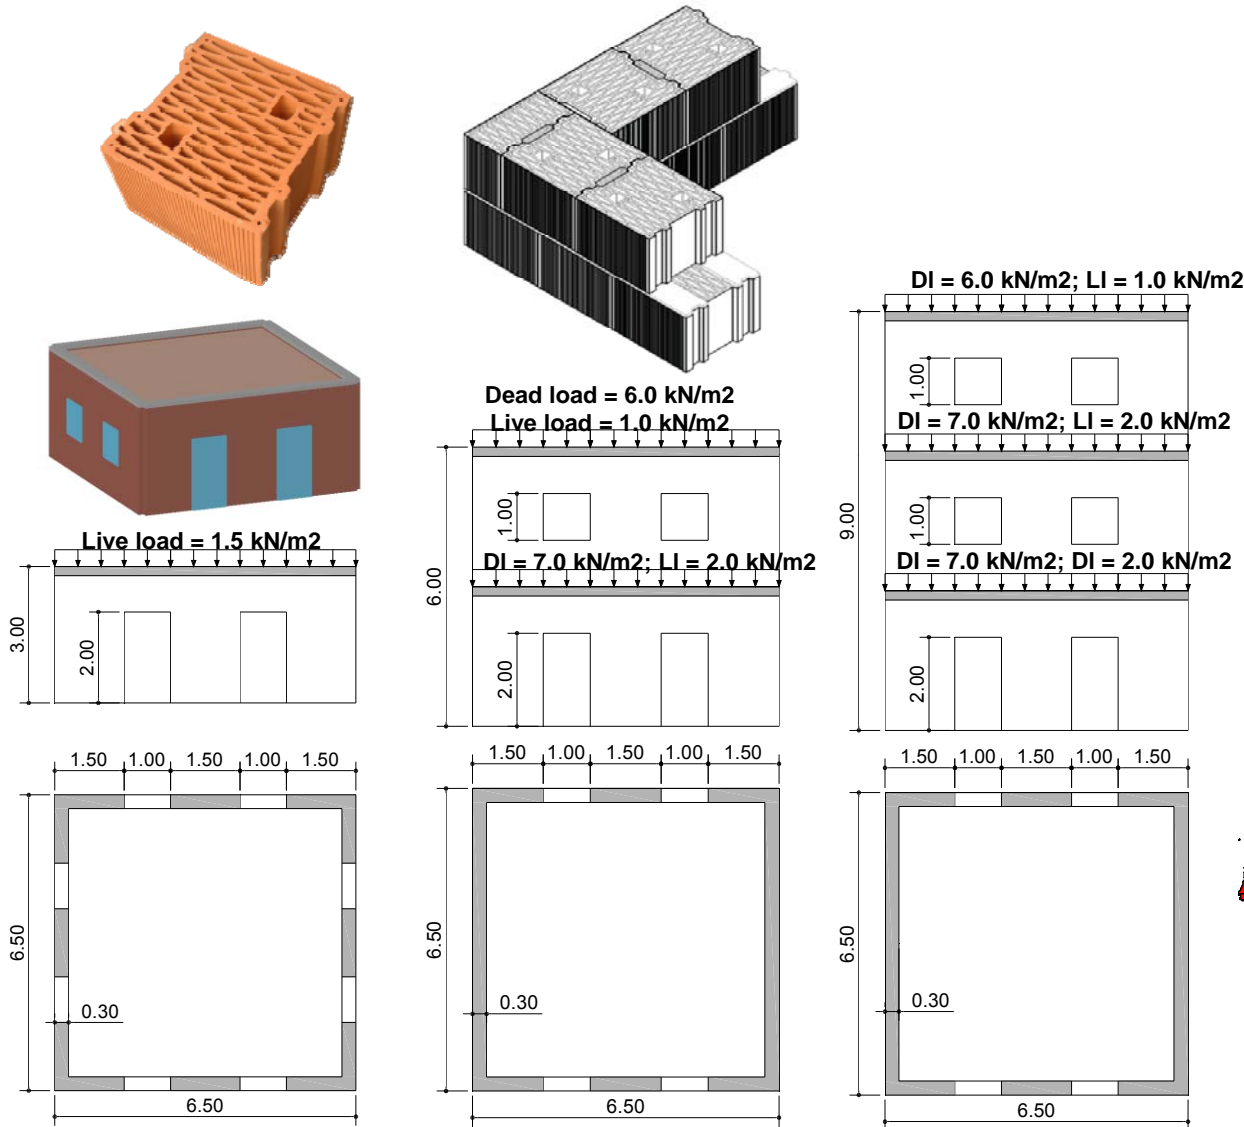 Dl = 6.0 kN/m2; Ll = 1.0 kN/m2
1.00
Dl = 7.0 kN/m2; Ll = 2.0 kN/m2
1.00
9.00
Dl = 7.0 kN/m2; Dl = 2.0 kN/m2
2.00
Dead load = 6.0 kN/m2
Live load = 1.0 kN/m2
1.00
6.00
Dl = 7.0 kN/m2; Ll = 2.0 kN/m2
2.00
Live load = 1.5 kN/m2
3.00
2.00
1.50 1.00 1.50 1.00 1.50
6.50
0.30
6.50
1.50 1.00 1.50 1.00 1.50
6.50
0.30
6.50
1.50 1.00 1.50 1.00 1.50
6.50
0.30
6.50